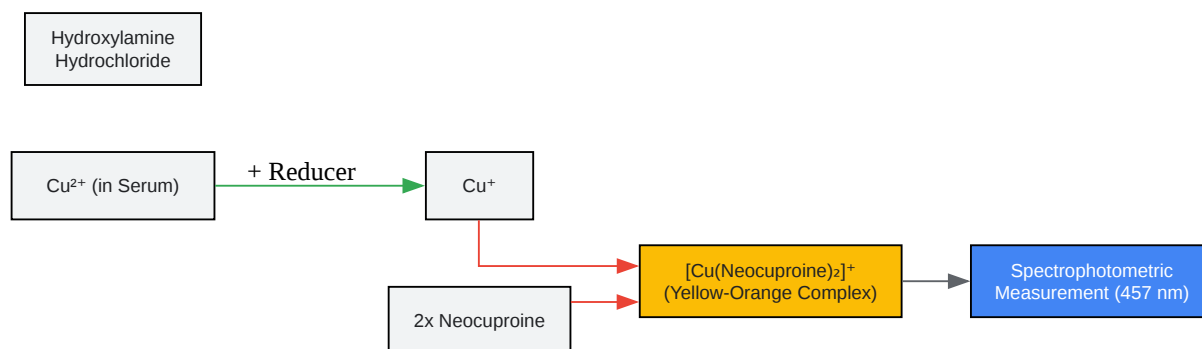 Hydroxylamine
Hydrochloride
Cu²⁺ (in Serum)
+ Reducer
Cu⁺
[Cu(Neocuproine)₂]⁺
(Yellow-Orange Complex)
Spectrophotometric
Measurement (457 nm)
2x Neocuproine